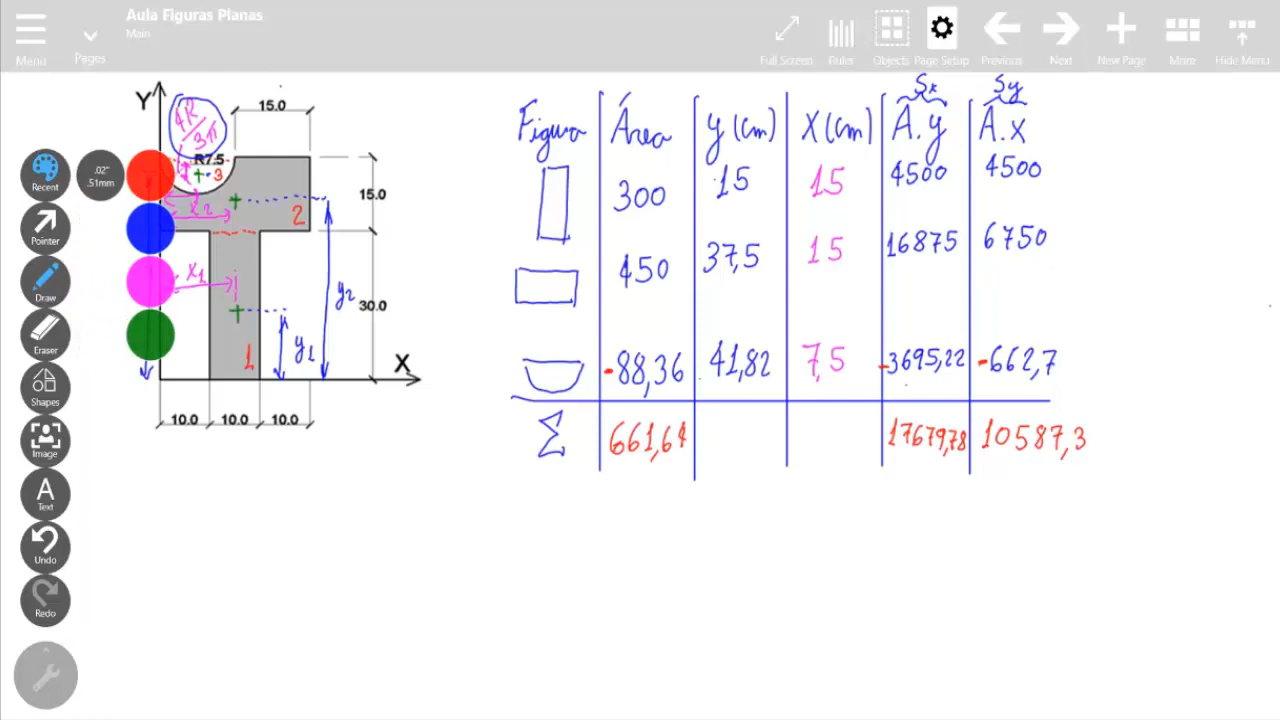 Aula Figuras Planas
Main
Menu
Pages
Full Screen
Ruler
Objects
Page Setup
Previous
Next
New Page
More
Hide Menu
Recent
Pointer
Draw
Eraser
Shapes
Image
Text
Undo
Redo
.02"
.51mm
Y
4R
3π
15.0
R7.5
3
15.0
x2
2
x1
30.0
y2
y1
1
X
10.0 10.0 10.0
Sx Sy
Figura Área y (cm) X (cm) A.y A.x
300 15 15 4500 4500
450 37,5 15 16875 6750
-88,36 41,82 7,5 -3695,22 -662,7
Σ 661,64 17679,78 10587,3